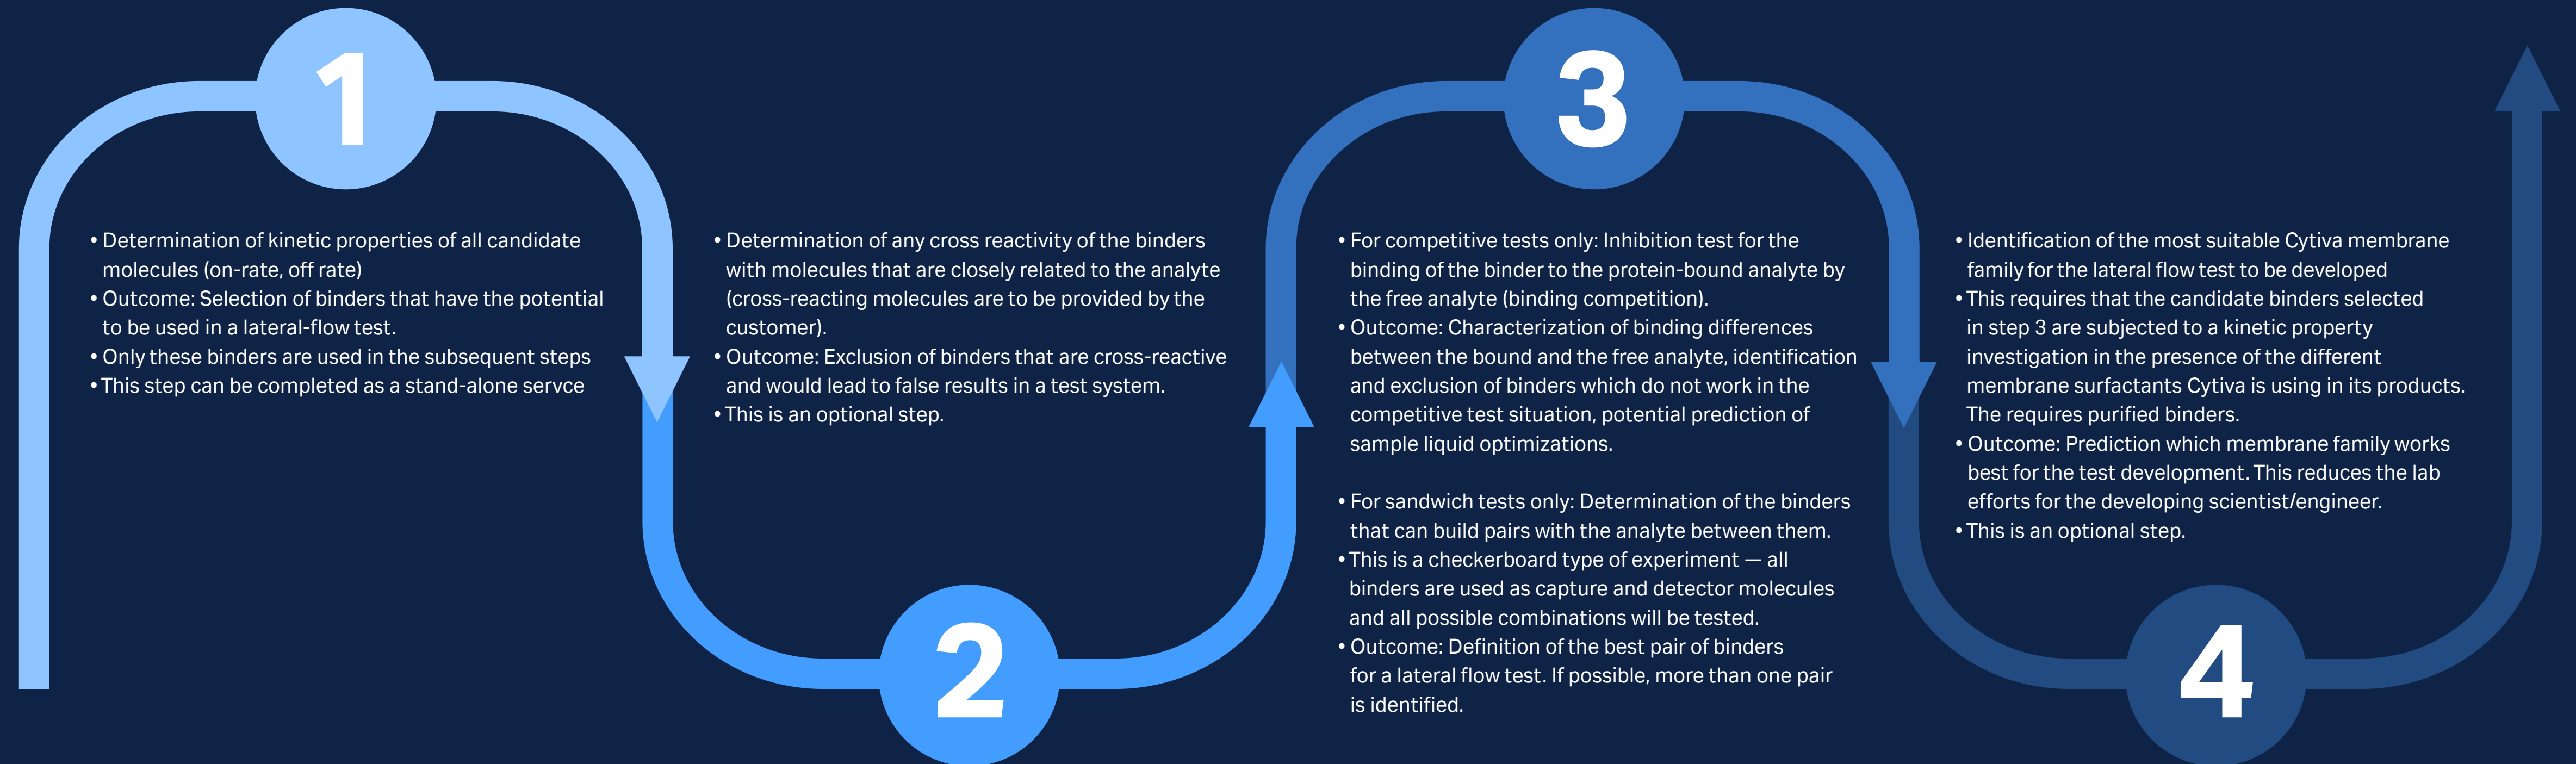 1
• Determination of kinetic properties of all candidate
molecules (on-rate, off rate)
• Outcome: Selection of binders that have the potential
to be used in a lateral-flow test.
• Only these binders are used in the subsequent steps
• This step can be completed as a stand-alone servce
2
• Determination of any cross reactivity of the binders
with molecules that are closely related to the analyte
(cross-reacting molecules are to be provided by the
customer).
• Outcome: Exclusion of binders that are cross-reactive
and would lead to false results in a test system.
• This is an optional step.
3
• For competitive tests only: Inhibition test for the
binding of the binder to the protein-bound analyte by
the free analyte (binding competition).
• Outcome: Characterization of binding differences
between the bound and the free analyte, identification
and exclusion of binders which do not work in the
competitive test situation, potential prediction of
sample liquid optimizations.
• For sandwich tests only: Determination of the binders
that can build pairs with the analyte between them.
• This is a checkerboard type of experiment — all
binders are used as capture and detector molecules
and all possible combinations will be tested.
• Outcome: Definition of the best pair of binders
for a lateral flow test. If possible, more than one pair
is identified.
4
• Identification of the most suitable Cytiva membrane
family for the lateral flow test to be developed
• This requires that the candidate binders selected
in step 3 are subjected to a kinetic property
investigation in the presence of the different
membrane surfactants Cytiva is using in its products.
The requires purified binders.
• Outcome: Prediction which membrane family works
best for the test development. This reduces the lab
efforts for the developing scientist/engineer.
• This is an optional step.